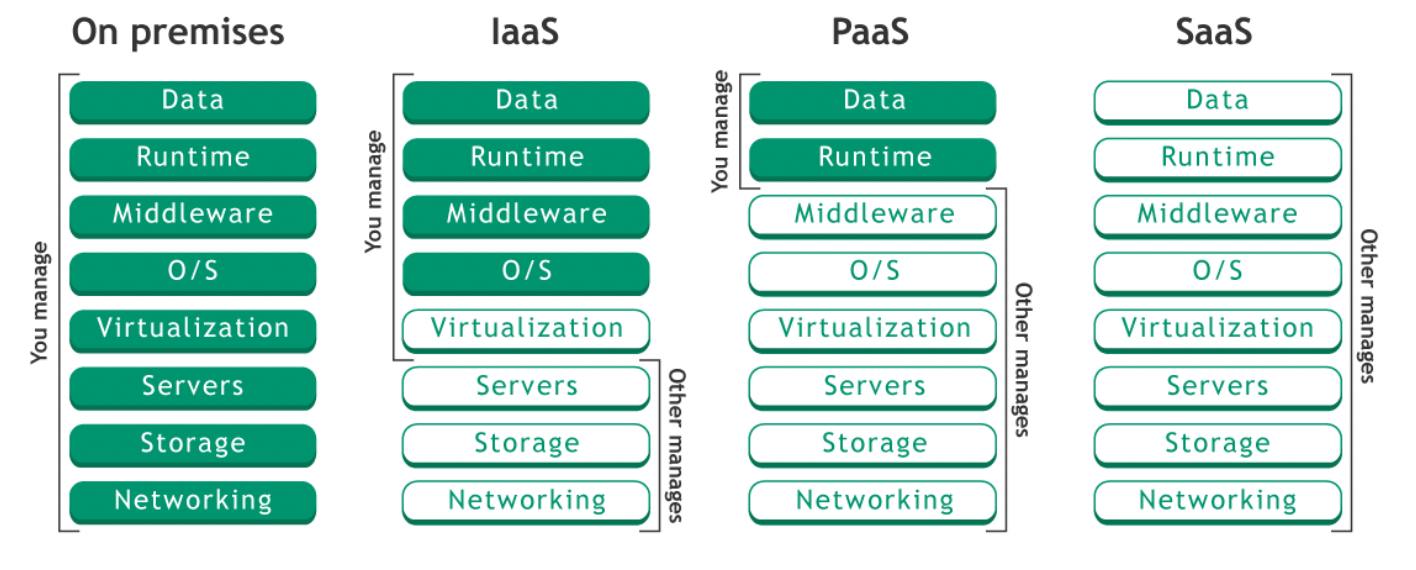 On premises
You manage
Data
Runtime
Middleware
O/S
Virtualization
Servers
Storage
Networking
IaaS
You manage
Data
Runtime
Middleware
O/S
Virtualization
Servers
Storage
Networking
Other manages
PaaS
You manage
Data
Runtime
Middleware
O/S
Virtualization
Servers
Storage
Networking
Other manages
SaaS
Data
Runtime
Middleware
O/S
Virtualization
Servers
Storage
Networking
Other manages